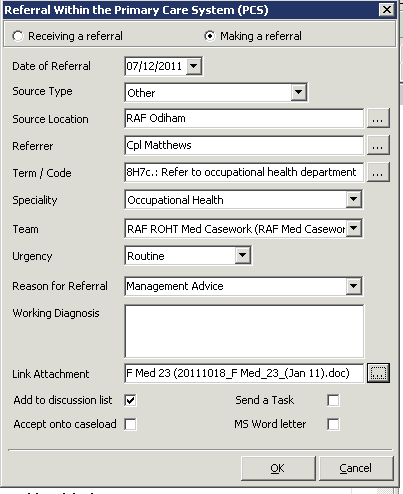 Referral Within the Primary Care System (PCS)
Receiving a referral Making a referral
Date of Referral 07/12/2011
Source Type Other
Source Location RAF Odiham ...
Referrer Cpl Matthews ...
Term / Code 8H7c.: Refer to occupational health department ...
Speciality Occupational Health
Team RAF ROHT Med Casework (RAF Med Casewor
Urgency Routine
Reason for Referral Management Advice
Working Diagnosis
Link Attachment F Med 23 (20111018_F Med_23_(Jan 11).doc) ...
Add to discussion list Send a Task
Accept onto caseload MS Word letter
OK Cancel